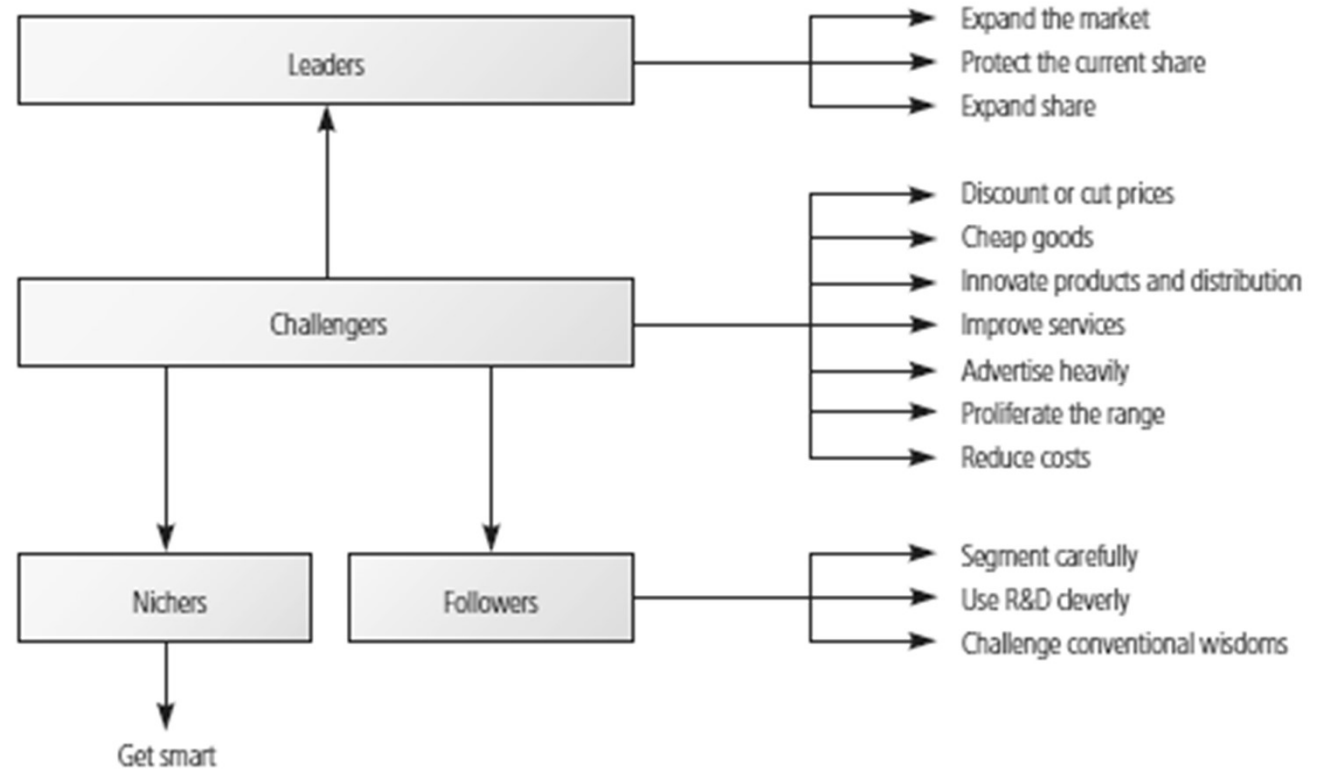 Leaders
Expand the market
Protect the current share
Expand share
Challengers
Discount or cut prices
Cheap goods
Innovate products and distribution
Improve services
Advertise heavily
Proliferate the range
Reduce costs
Nichers
Followers
Segment carefully
Use R&D cleverly
Challenge conventional wisdoms
Get smart